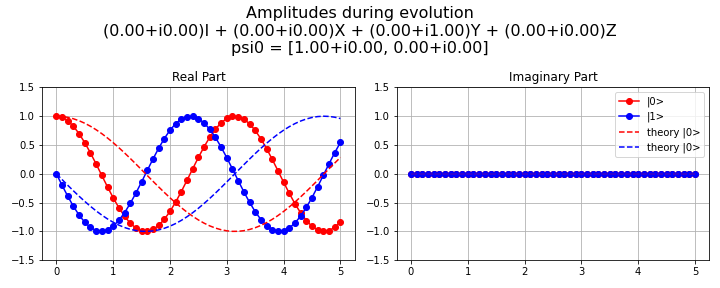 Amplitudes during evolution
(0.00+i0.00)I + (0.00+i0.00)X + (0.00+i1.00)Y + (0.00+i0.00)Z
psi0 = [1.00+i0.00, 0.00+i0.00]
Real Part
1.5
1.0
0.5
0.0
−0.5
−1.0
−1.5
0 1 2 3 4 5
Imaginary Part
1.5
1.0
0.5
0.0
−0.5
−1.0
−1.5
0 1 2 3 4 5
|0>
|1>
theory |0>
theory |0>